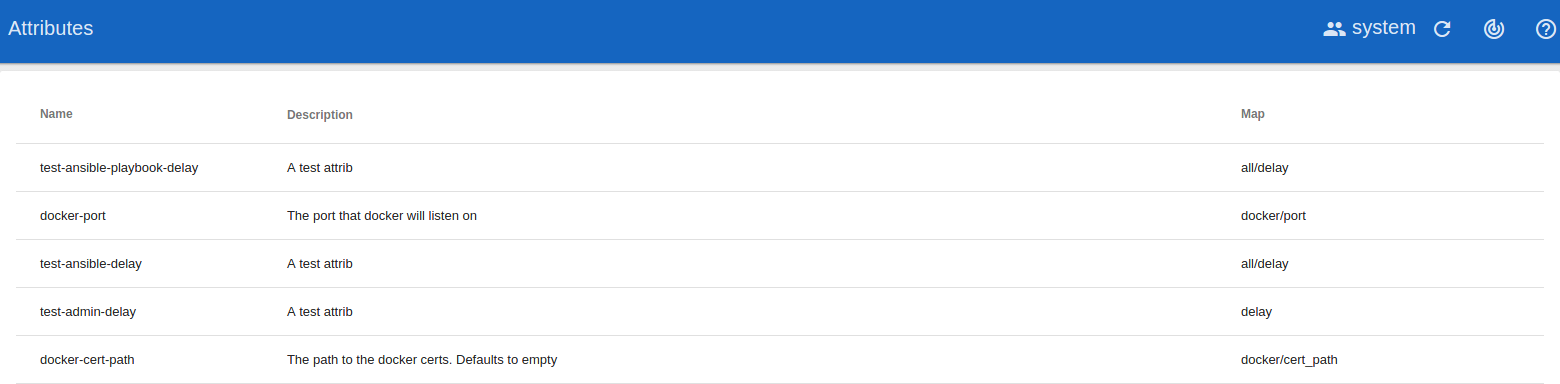 Attributes system
Name Description Map
test-ansible-playbook-delay A test attrib all/delay
docker-port The port that docker will listen on docker/port
test-ansible-delay A test attrib all/delay
test-admin-delay A test attrib delay
docker-cert-path The path to the docker certs. Defaults to empty docker/cert_path